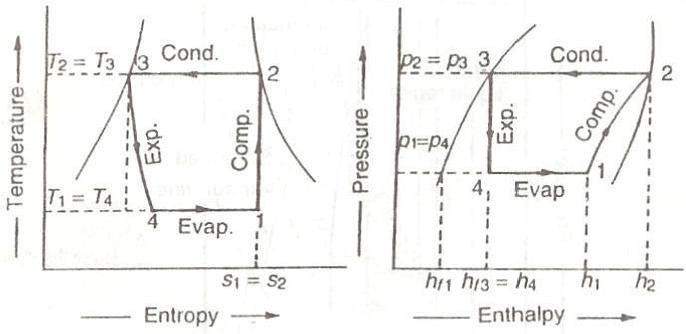 Temperature
T2 = T3
3
Cond.
2
Exp.
Comp.
T1 = T4
4
Evap.
1
s1 = s2
Entropy
Pressure
p2 = p3
3
Cond.
2
Exp.
Comp.
p1=p4
4
Evap
1
hf1
hf3 = h4
h1
h2
Enthalpy